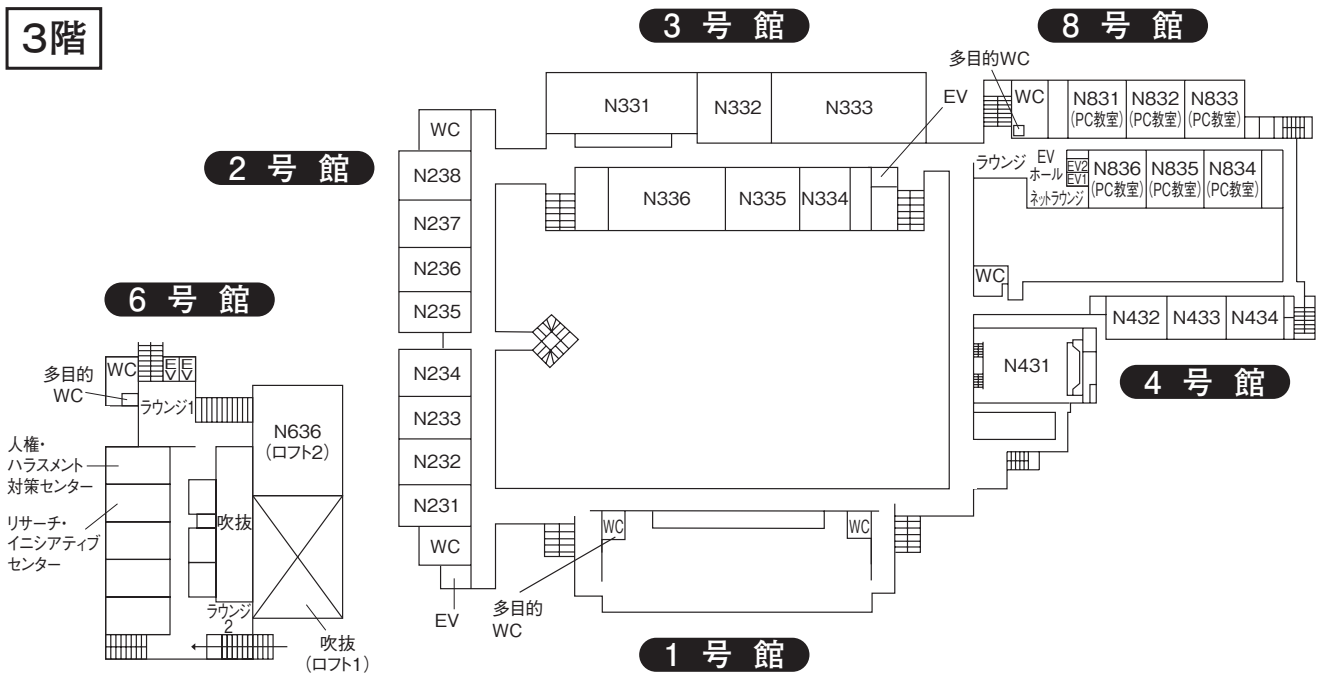 3階
3 号 館
8 号 館
多目的WC
EV
N331
N332
N333
WC
N831
(PC教室)
N832
(PC教室)
N833
(PC教室)
WC
2 号 館
N238
N237
N236
N235
N234
N233
N232
N231
WC
EV
N336
N335
N334
ラウンジ
EV
ホール
EV2
EV1
ネットラウンジ
N836
(PC教室)
N835
(PC教室)
N834
(PC教室)
WC
N432
N433
N434
N431
4 号 館
6 号 館
WC
EV
EV
多目的
WC
ラウンジ1
N636
(ロフト2)
人権・
ハラスメント
対策センター
リサーチ・
イニシアティブ
センター
吹抜
ラウンジ
2
吹抜
(ロフト1)
WC
WC
多目的
WC
1 号 館